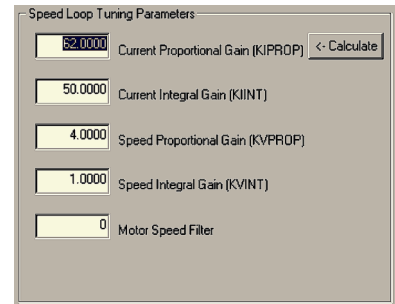 Speed Loop Tuning Parameters
62.0000 Current Proportional Gain (KIPROP) <- Calculate
50.0000 Current Integral Gain (KIINT)
4.0000 Speed Proportional Gain (KVPROP)
1.0000 Speed Integral Gain (KVINT)
0 Motor Speed Filter